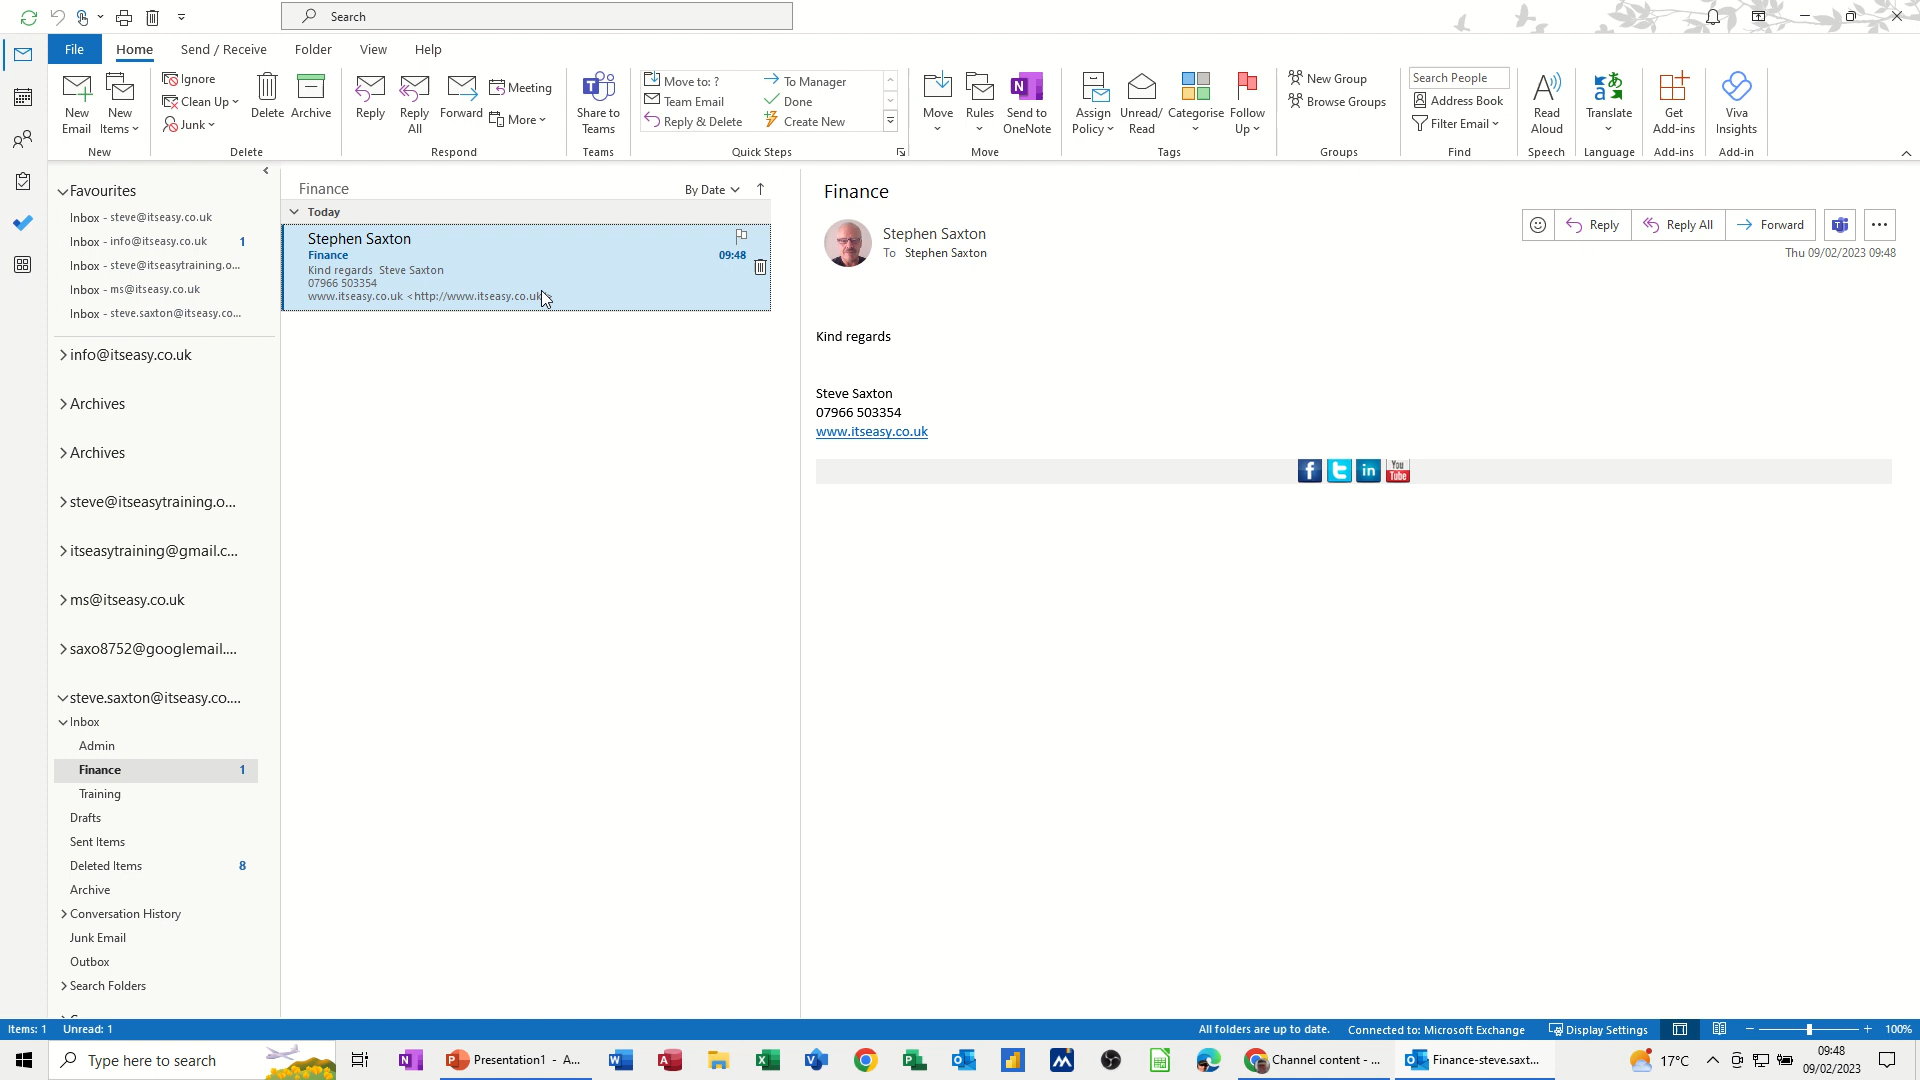 Search
File
Home
Send / Receive
Folder
View
Help
New
Email
New
Items
New
Ignore
Clean Up
Junk
Delete
Archive
Delete
Reply
Reply
All
Forward
Meeting
More
Respond
Share to
Teams
Teams
Move to: ?
Team Email
Reply & Delete
To Manager
Done
Create New
Quick Steps
Move
Rules
Send to
OneNote
Move
Assign
Policy
Unread/
Read
Categorise
Follow
Up
Tags
New Group
Browse Groups
Groups
Search People
Address Book
Filter Email
Find
Read
Aloud
Speech
Translate
Language
Get
Add-ins
Add-ins
Viva
Insights
Add-in
Favourites
Inbox - steve@itseasy.co.uk
Inbox - info@itseasy.co.uk 1
Inbox - steve@itseasytraining.o...
Inbox - ms@itseasy.co.uk
Inbox - steve.saxton@itseasy.co...
info@itseasy.co.uk
Archives
Archives
steve@itseasytraining.o...
itseasytraining@gmail.c...
ms@itseasy.co.uk
saxo8752@googlemail....
steve.saxton@itseasy.co....
Inbox
Admin
Finance 1
Training
Drafts
Sent Items
Deleted Items 8
Archive
Conversation History
Junk Email
Outbox
Search Folders
Finance
By Date
Today
Stephen Saxton
Finance 09:48
Kind regards Steve Saxton
07966 503354
www.itseasy.co.uk <http://www.itseasy.co.uk
Finance
Stephen Saxton
To Stephen Saxton
Reply
Reply All
Forward
Thu 09/02/2023 09:48
Kind regards
Steve Saxton
07966 503354
www.itseasy.co.uk
f t in You Tube
Items: 1 Unread: 1
All folders are up to date.
Connected to: Microsoft Exchange
Display Settings
100%
Type here to search
Presentation1 - A...
Channel content - ...
Finance-steve.saxt...
17°C
09:48
09/02/2023